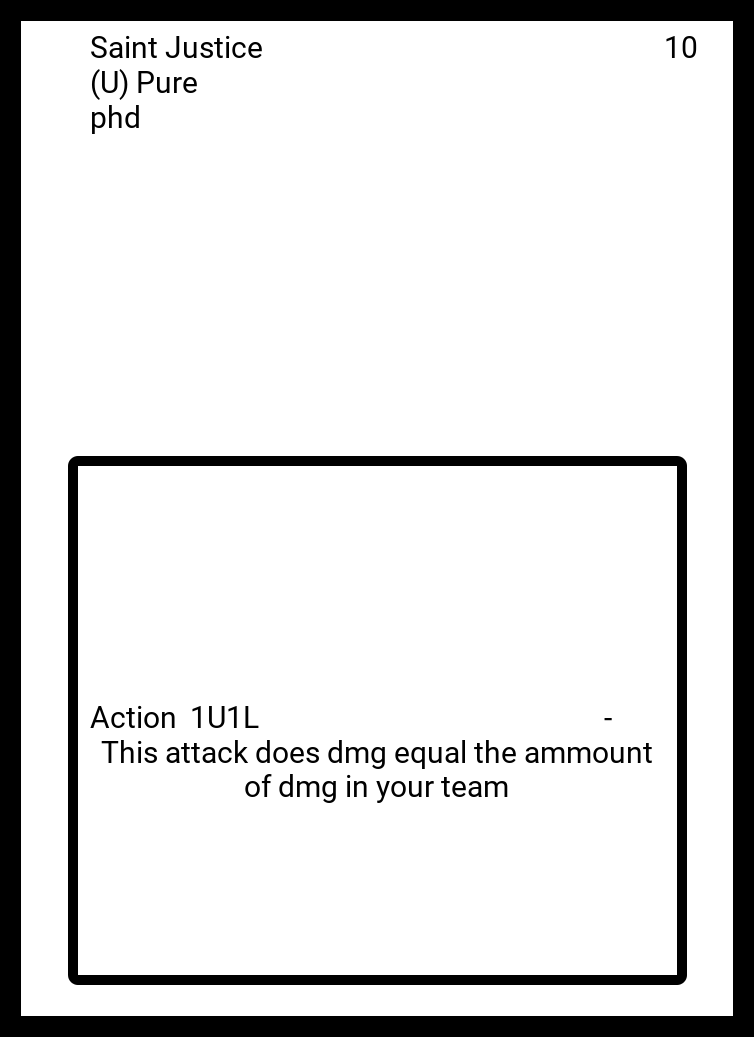 Saint Justice 10
(U) Pure
phd
Action 1U1L -
This attack does dmg equal the ammount
of dmg in your team